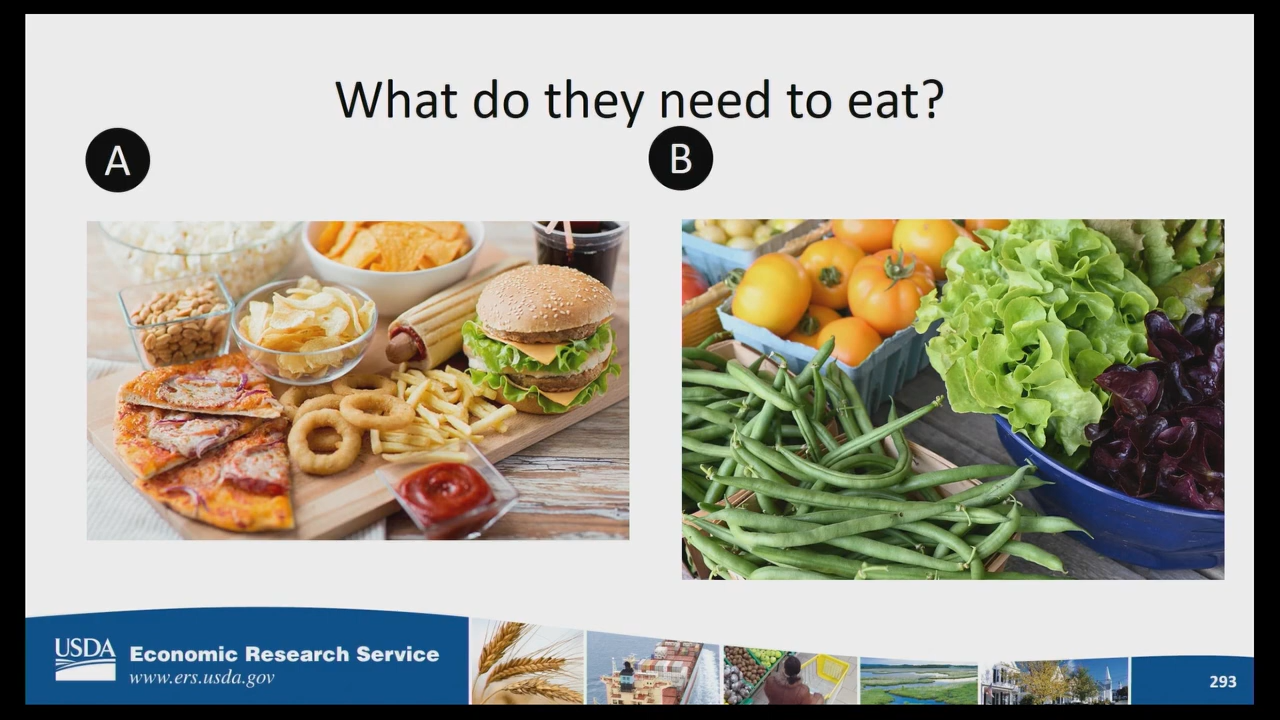 What do they need to eat?
A
B
USDA
Economic Research Service
www.ers.usda.gov
293